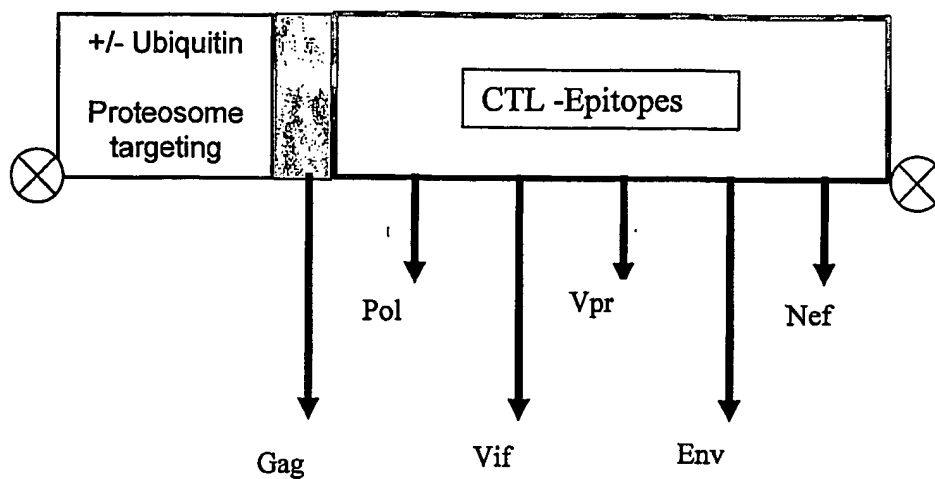 +/- Ubiquitin
Proteosome
targeting
CTL -Epitopes
Pol
Vpr
Nef
Gag
Vif
Env